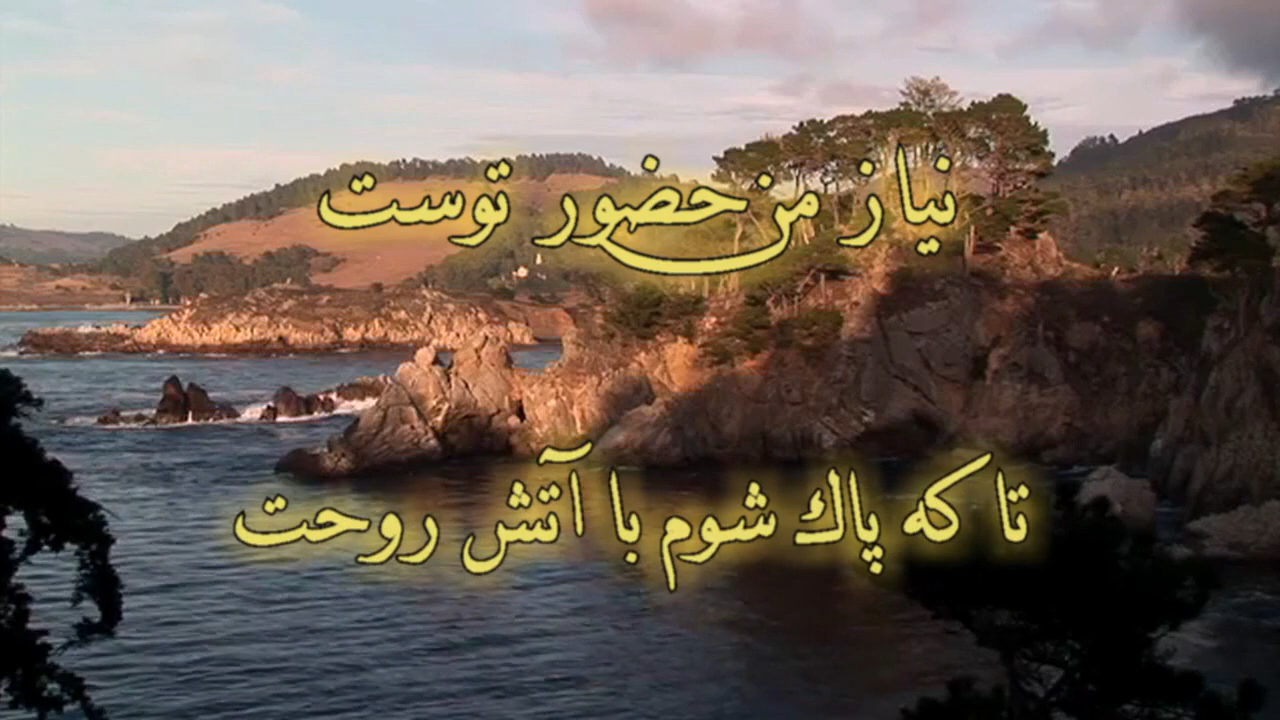 نیاز من حضور توست
تا که پاك شوم با آتش روحت